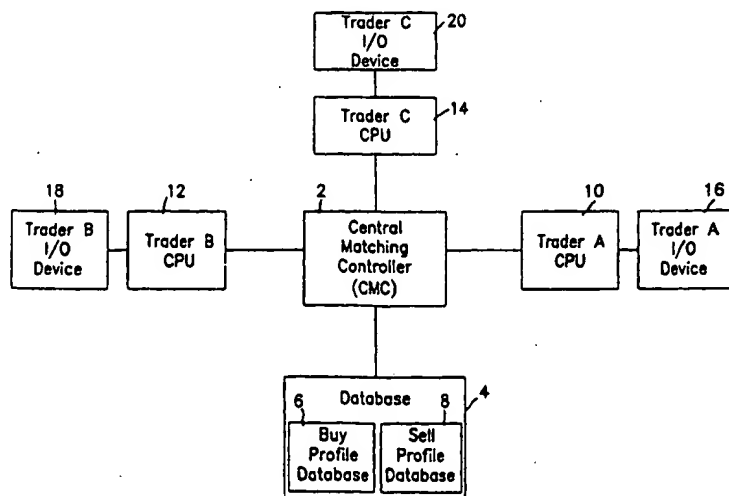 Trader C
I/O
Device
20
Trader C
CPU
14
18
Trader B
I/O
Device
12
Trader B
CPU
2
Central
Matching
Controller
(CMC)
10
Trader A
CPU
16
Trader A
I/O
Device
Database
4
6
Buy
Profile
Database
8
Sell
Profile
Database